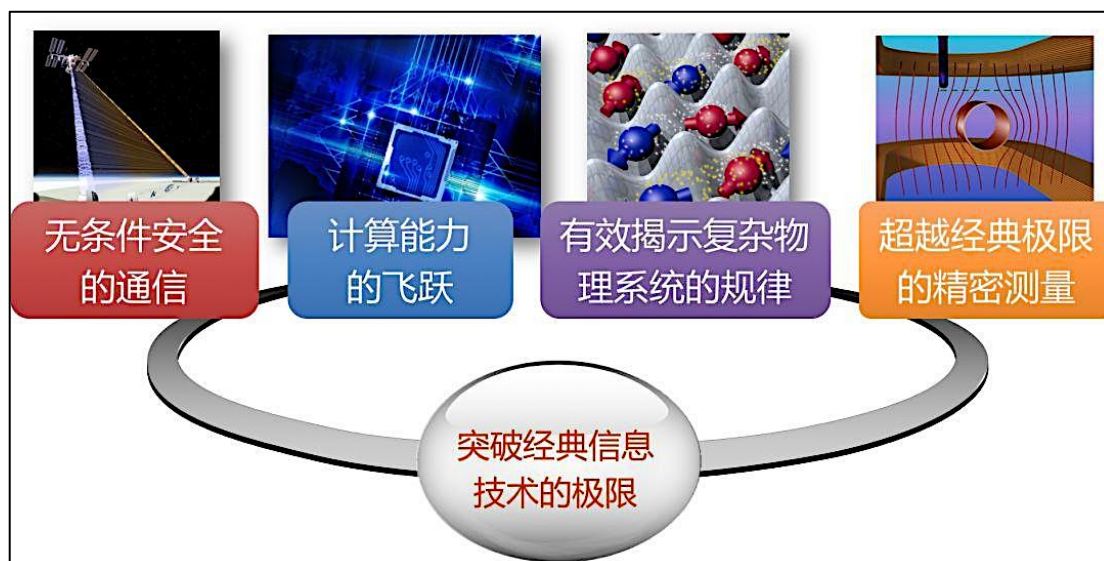 无条件安全
的通信
计算能力
的飞跃
有效揭示复杂物
理系统的规律
超越经典极限
的精密测量
突破经典信息
技术的极限